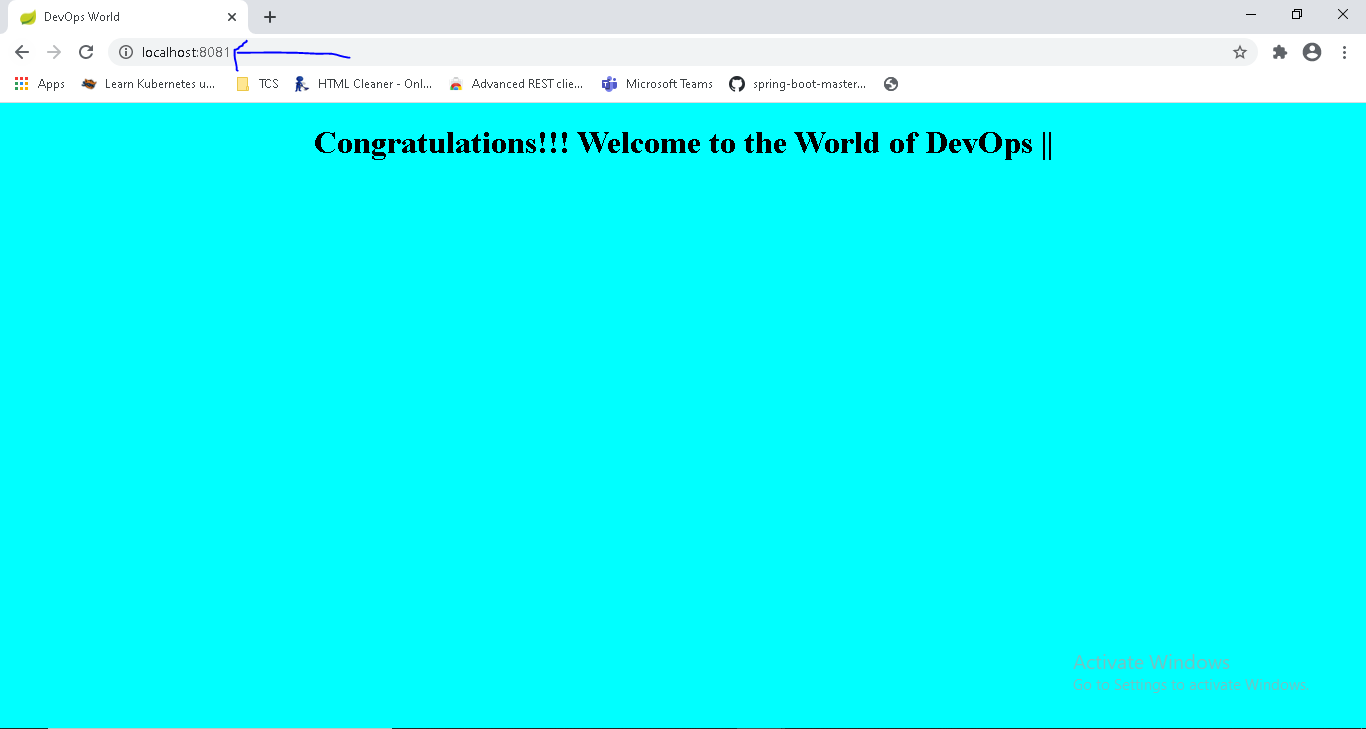 DevOps World
localhost:8081
Apps Learn Kubernetes u... TCS HTML Cleaner - Onl... Advanced REST clie... Microsoft Teams spring-boot-master...
Congratulations!!! Welcome to the World of DevOps ||
Activate Windows
Go to Settings to activate Windows.